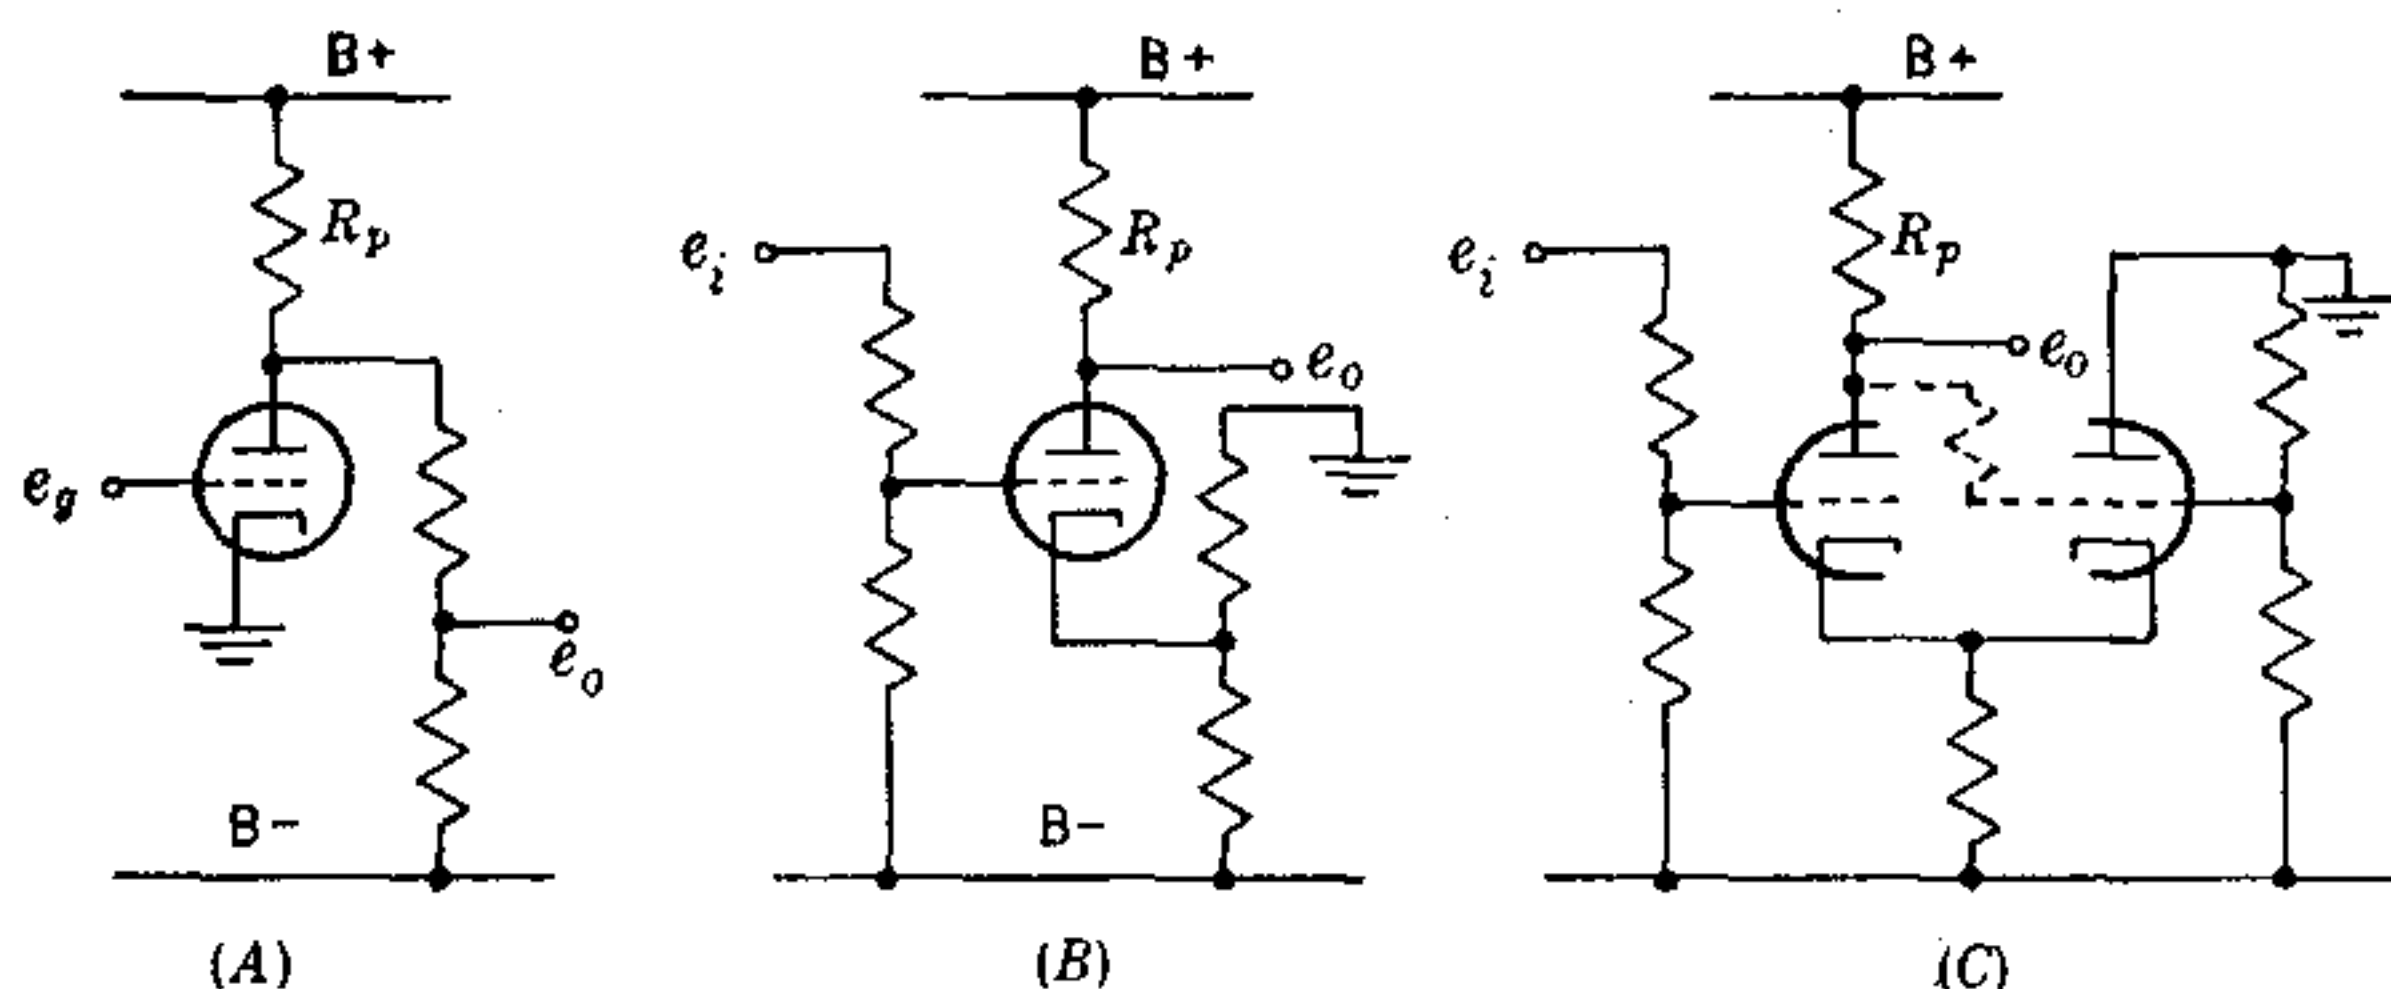 B+
B+
B+
R_p
R_p
R_p
e_i
e_i
e_o
e_o
e_g
e_o
B-
B-
(A)
(B)
(C)